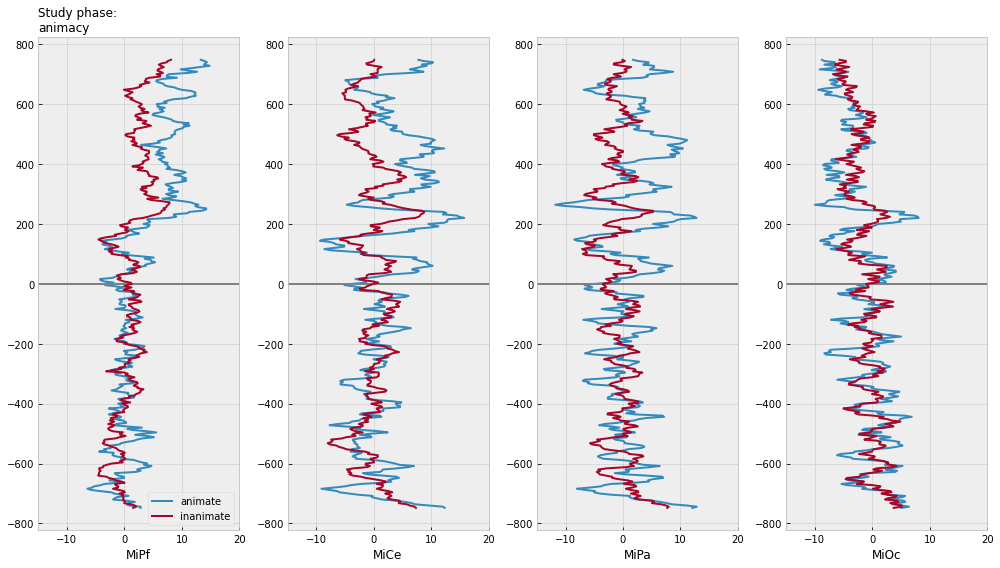 Study phase:
animacy
800 800 800 800
600 600 600 600
400 400 400 400
200 200 200 200
0 0 0 0
−200 −200 −200 −200
−400 −400 −400 −400
−600 −600 −600 −600
animate
inanimate
−800 −800 −800 −800
−10 0 10 20 −10 0 10 20 −10 0 10 20 −10 0 10 20
MiPf MiCe MiPa MiOc